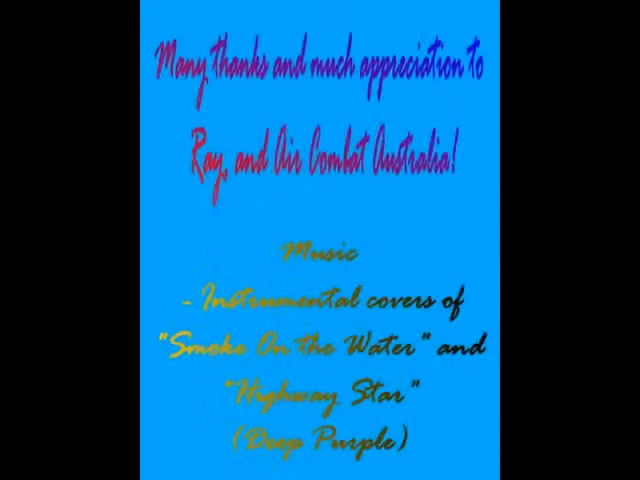 Many thanks and much appreciation to
Ray, and Air Combat Australia!
Music
- Instrumental covers of
"Smoke On the Water" and
"Highway Star"
(Deep Purple)